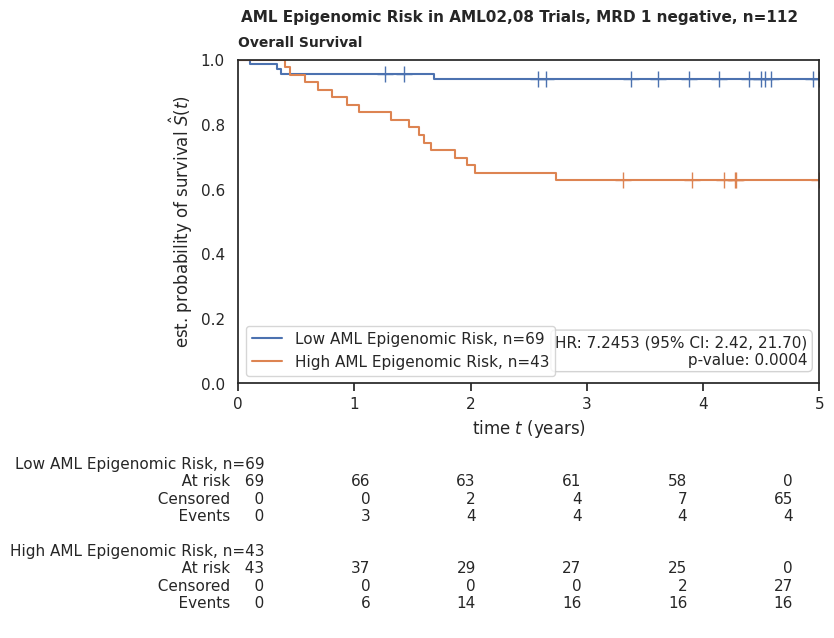 AML Epigenomic Risk in AML02,08 Trials, MRD 1 negative, n=112
Overall Survival
1.0
0.8
0.6
0.4
0.2
0.0
est. probability of survival Ŝ(t)
Low AML Epigenomic Risk, n=69
High AML Epigenomic Risk, n=43
HR: 7.2453 (95% CI: 2.42, 21.70)
p-value: 0.0004
0 1 2 3 4 5
time t (years)
Low AML Epigenomic Risk, n=69
At risk 69 66 63 61 58 0
Censored 0 0 2 4 7 65
Events 0 3 4 4 4 4
High AML Epigenomic Risk, n=43
At risk 43 37 29 27 25 0
Censored 0 0 0 0 2 27
Events 0 6 14 16 16 16